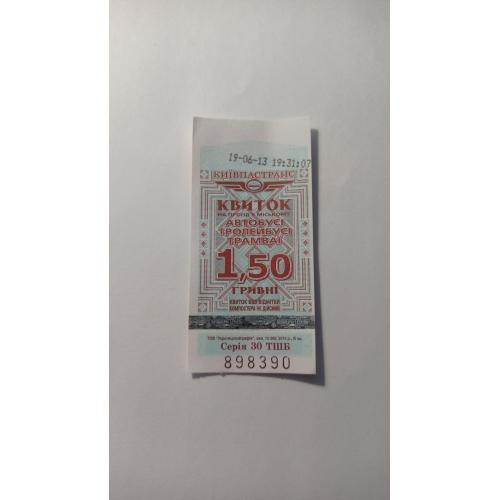 19-06-13 19:31:07
КИЇВПАСТРАНС
КВИТОК
НА ПРОЇЗД В МІСЬКОМУ
АВТОБУСІ
ТРОЛЕЙБУСІ
ТРАМВАЇ
1,50
ГРИВНІ
КВИТОК БЕЗ ВІДМІТКИ
КОМПОСТЕРА НЕ ДІЙСНИЙ
Серія 30 ТШБ
898390